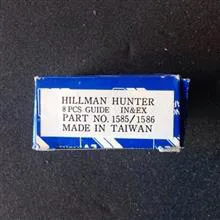 HILLMAN HUNTER
8 PCS GUIDE IN&EX
PART NO. 1585/1586
MADE IN TAIWAN